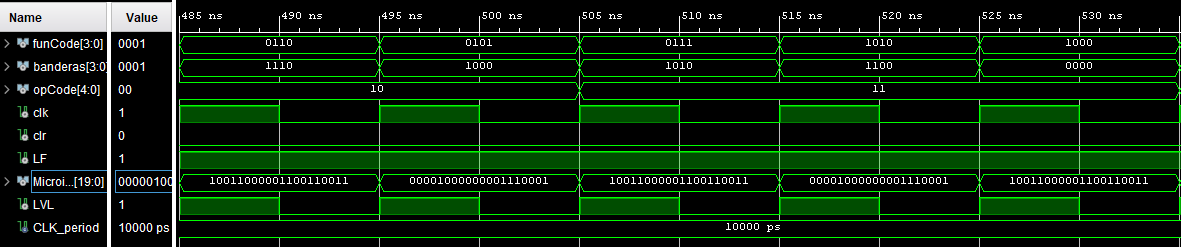 Name Value 485 ns 490 ns 495 ns 500 ns 505 ns 510 ns 515 ns 520 ns 525 ns 530 ns
funCode[3:0] 0001 0110 0101 0111 1010 1000
banderas[3:0] 0001 1110 1000 1010 1100 0000
opCode[4:0] 00 10 11
clk 1
clr 0
LF 1
Microi...[19:0] 00000100 10011000001100110011 00001000000001110001 10011000001100110011 00001000000001110001 10011000001100110011
LVL 1
CLK_period 10000 ps 10000 ps